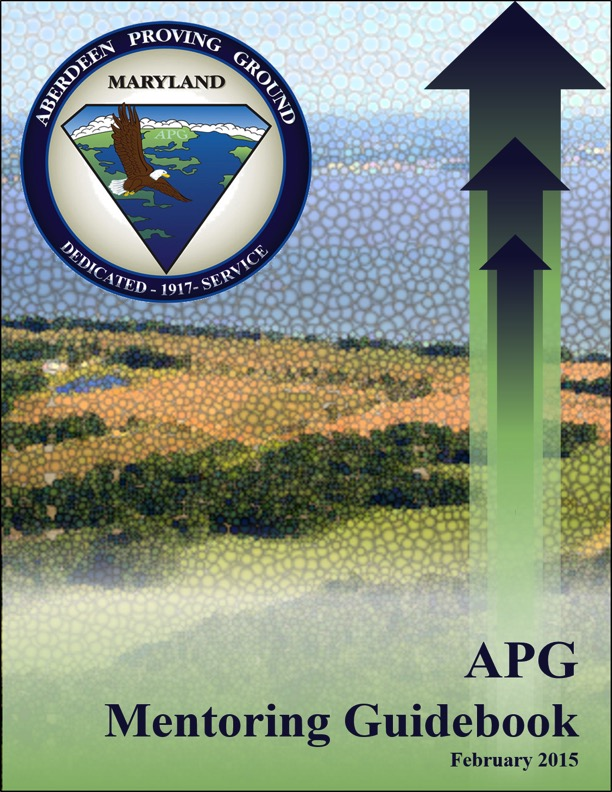 ABERDEEN PROVING GROUND
MARYLAND
APG
DEDICATED - 1917- SERVICE
APG
Mentoring Guidebook
February 2015